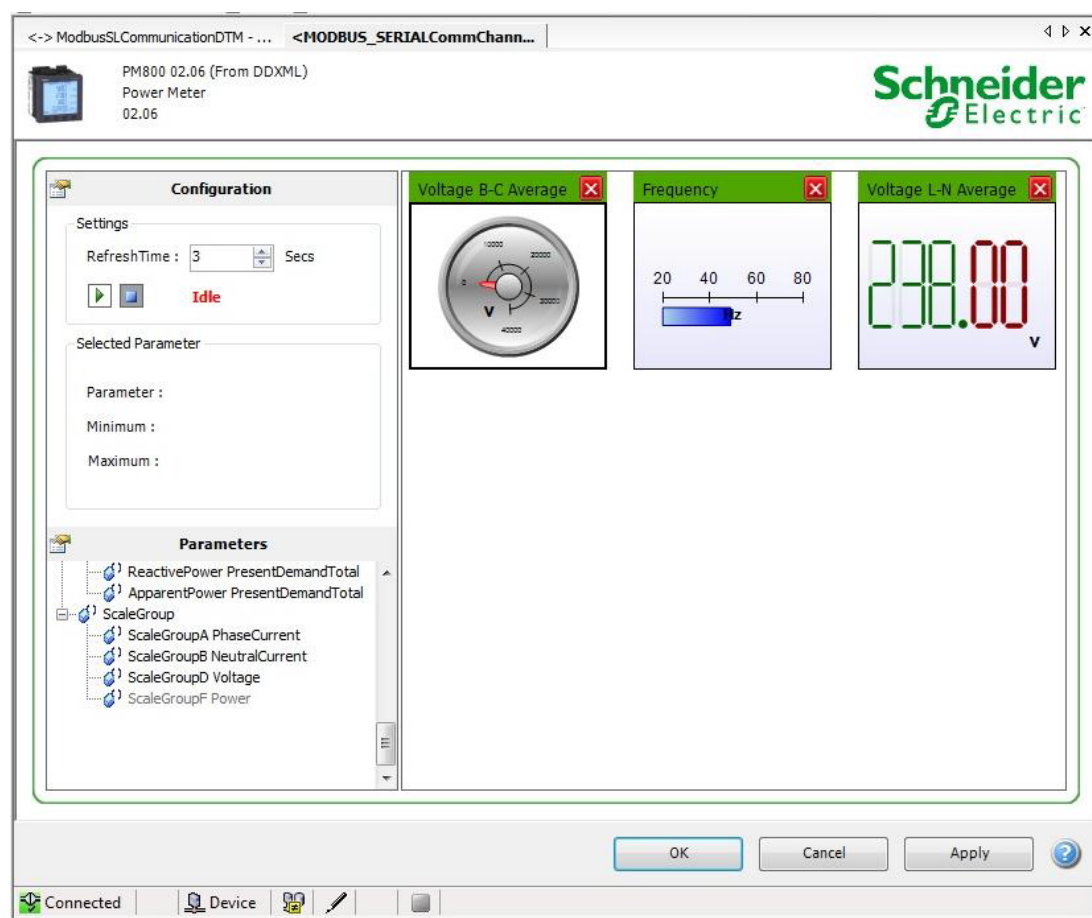 <-> ModbusSLCommunicationDTM - ... <MODBUS_SERIALCommChann...
PM800 02.06 (From DDXML)
Power Meter
02.06
Schneider
Electric
Configuration
Settings
RefreshTime : 3 Secs
Idle
Selected Parameter
Parameter :
Minimum :
Maximum :
Parameters
ReactivePower PresentDemandTotal
ApparentPower PresentDemandTotal
ScaleGroup
ScaleGroupA PhaseCurrent
ScaleGroupB NeutralCurrent
ScaleGroupD Voltage
ScaleGroupF Power
Voltage B-C Average
0 10000 20000 30000 40000
V
Frequency
20 40 60 80
Hz
Voltage L-N Average
238.00
V
OK Cancel Apply
Connected Device